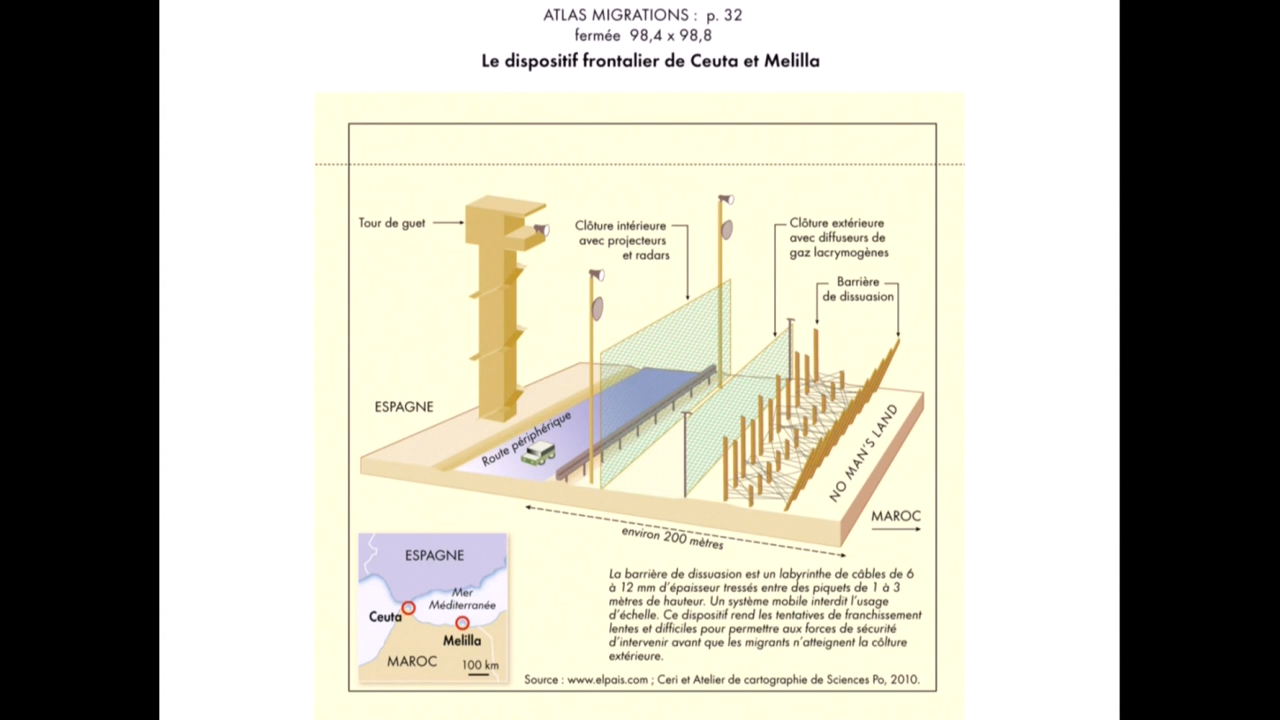 ATLAS MIGRATIONS : p. 32
fermée 98,4 x 98,8
Le dispositif frontalier de Ceuta et Melilla
Tour de guet
Clôture intérieure
avec projecteurs
et radars
Clôture extérieure
avec diffuseurs de
gaz lacrymogènes
Barrière
de dissuasion
ESPAGNE
Route périphérique
NO MAN'S LAND
MAROC
environ 200 mètres
ESPAGNE
Mer
Méditerranée
Ceuta
Melilla
MAROC
100 km
La barrière de dissuasion est un labyrinthe de câbles de 6
à 12 mm d'épaisseur tressés entre des piquets de 1 à 3
mètres de hauteur. Un système mobile interdit l'usage
d'échelle. Ce dispositif rend les tentatives de franchissement
lentes et difficiles pour permettre aux forces de sécurité
d'intervenir avant que les migrants n'atteignent la côlture
extérieure.
Source : www.elpais.com ; Ceri et Atelier de cartographie de Sciences Po, 2010.